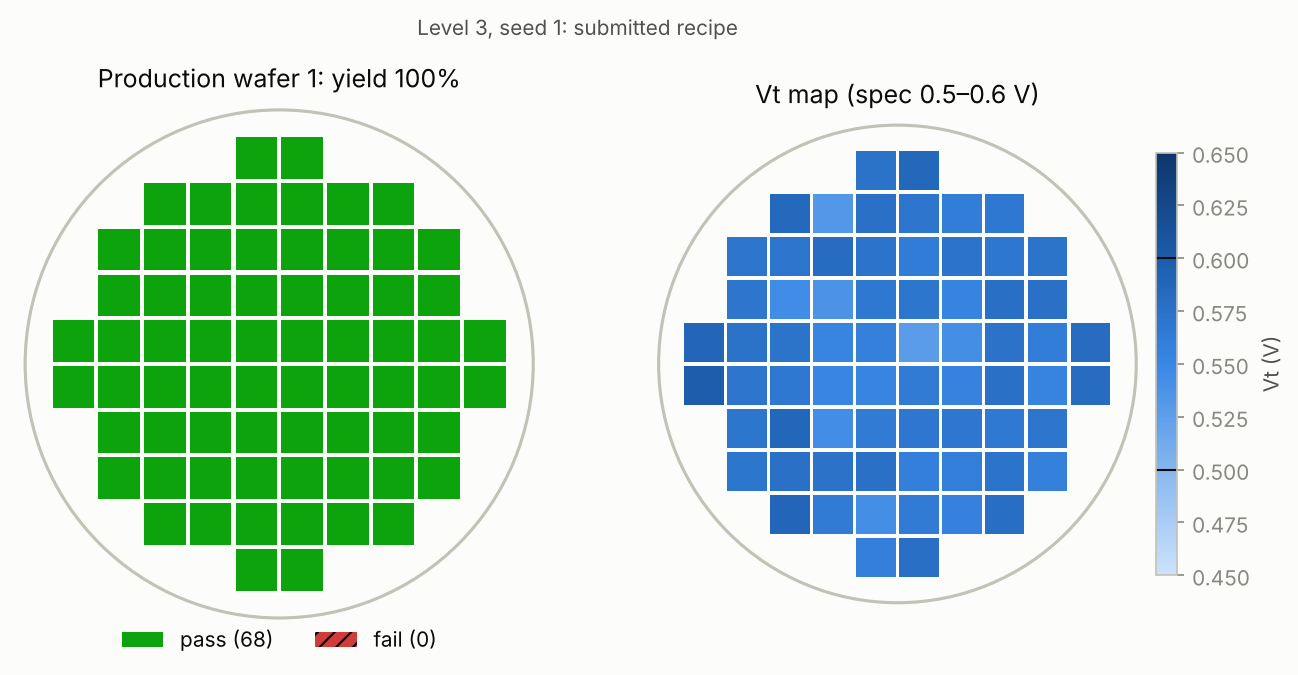 Level 3, seed 1: submitted recipe
Production wafer 1: yield 100%
Vt map (spec 0.5–0.6 V)
0.650
0.625
0.600
0.575
0.550
0.525
0.500
0.475
0.450
Vt (V)
pass (68)
fail (0)